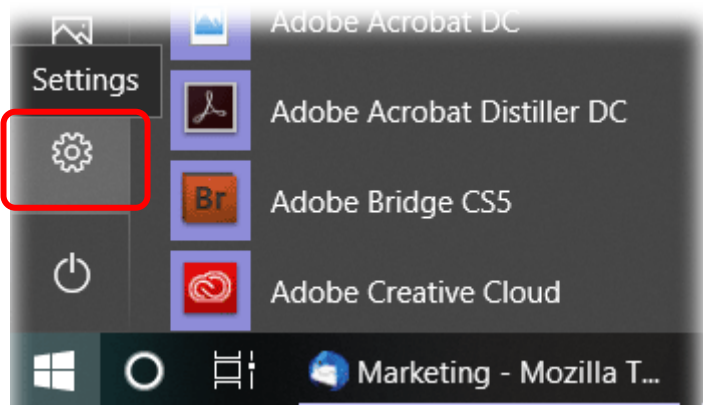 Adobe Acrobat DC
Settings
Adobe Acrobat Distiller DC
Br
Adobe Bridge CS5
Adobe Creative Cloud
Marketing - Mozilla T...